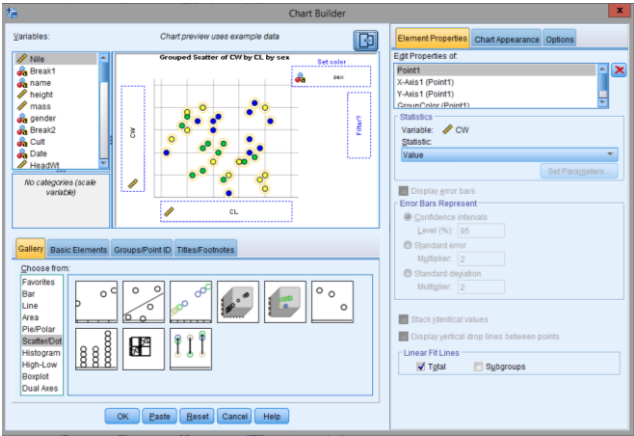 Chart Builder
Variables:
Chart preview uses example data
Nile
Break1
name
height
mass
gender
Break2
Cult
Date
HeadWt
No categories (scale
variable)
Grouped Scatter of CW by CL by sex
Set color
sex
Filter?
CW
CL
Gallery
Basic Elements
Groups/Point ID
Titles/Footnotes
Choose from:
Favorites
Bar
Line
Area
Pie/Polar
Scatter/Dot
Histogram
High-Low
Boxplot
Dual Axes
OK
Paste
Reset
Cancel
Help
Element Properties
Chart Appearance
Options
Edit Properties of:
Point1
X-Axis1 (Point1)
Y-Axis1 (Point1)
GroupColor (Point1)
Statistics
Variable: CW
Statistic:
Value
Set Parameters...
Display error bars
Error Bars Represent
Confidence intervals
Level (%): 95
Standard error
Multiplier: 2
Standard deviation
Multiplier: 2
Stack identical values
Display vertical drop lines between points
Linear Fit Lines
Total
Subgroups